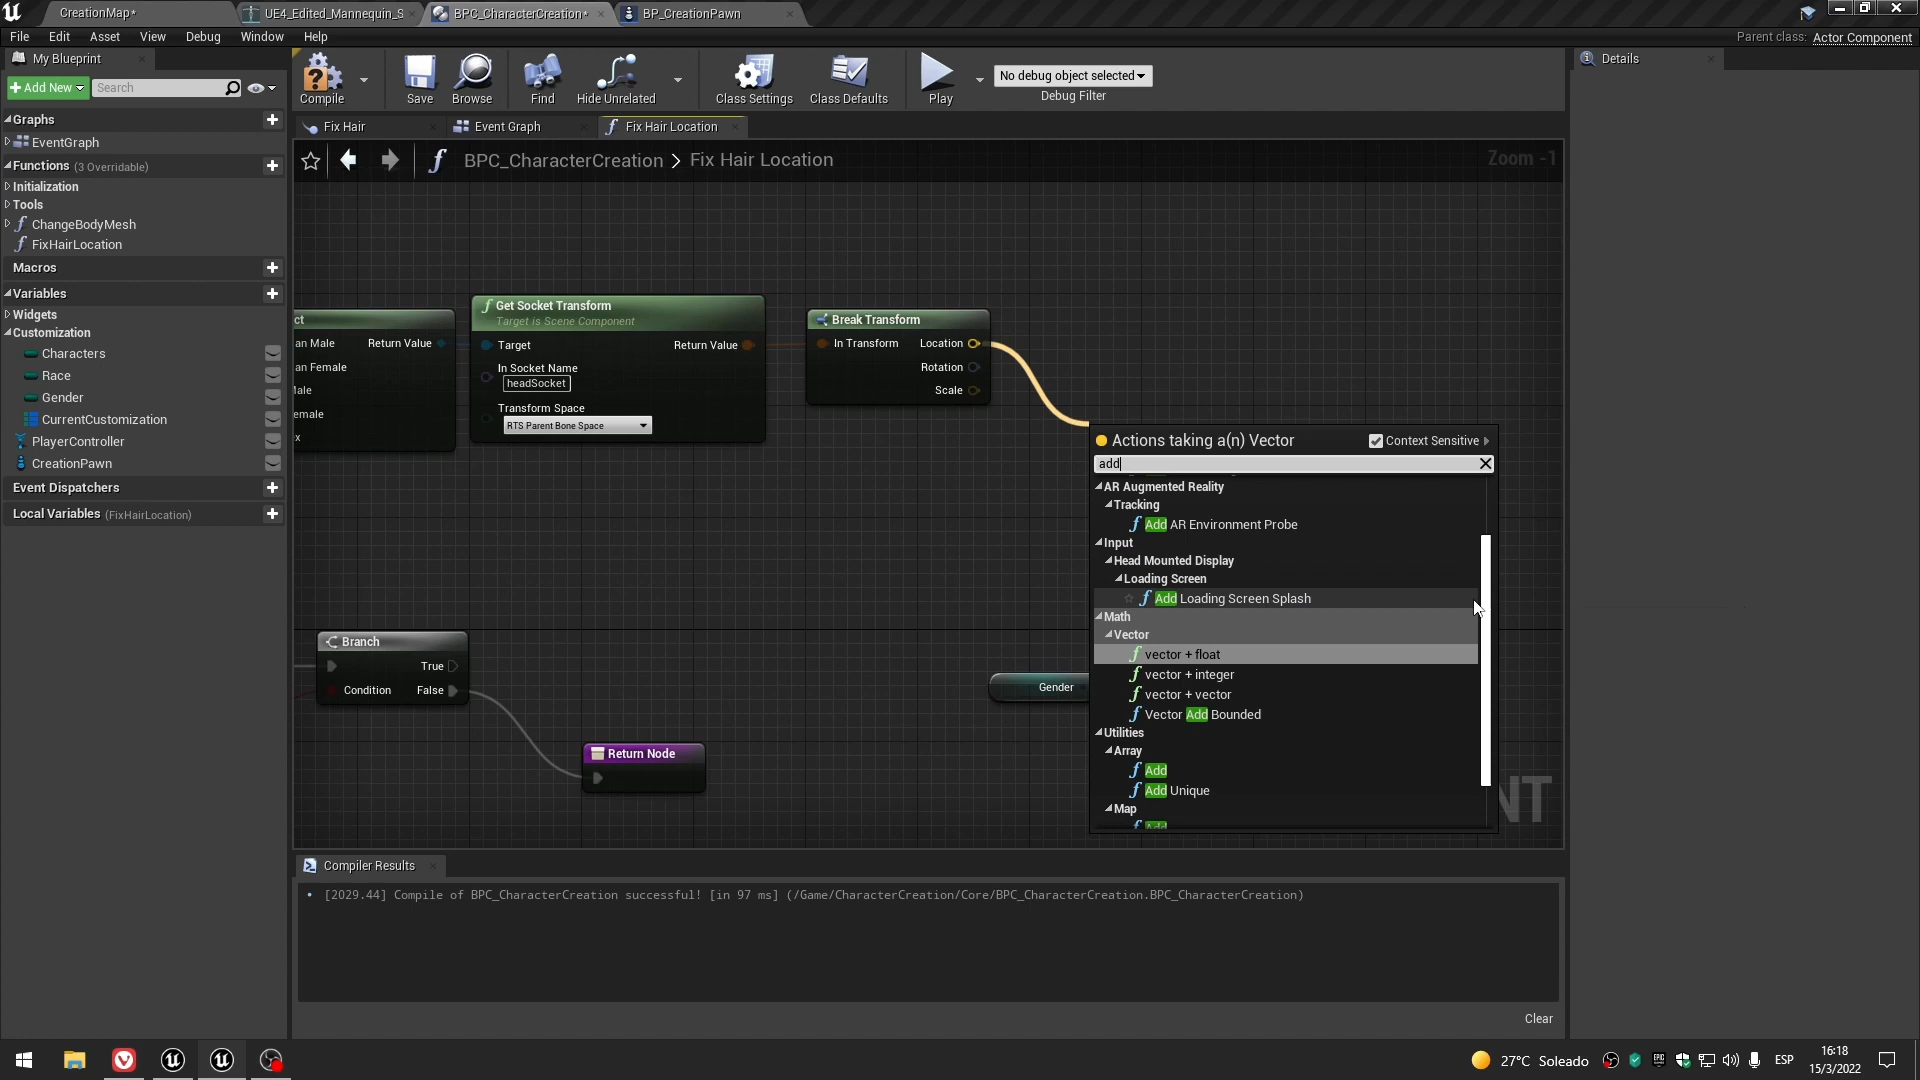 CreationMap*
UE4_Edited_Mannequin_S
BPC_CharacterCreation*
BP_CreationPawn
File Edit Asset View Debug Window Help
Parent class: Actor Component
My Blueprint
Add New
Search
Compile
Save
Browse
Find
Hide Unrelated
Class Settings
Class Defaults
Play
No debug object selected
Debug Filter
Details
Graphs
EventGraph
Functions (3 Overridable)
Initialization
Tools
ChangeBodyMesh
FixHairLocation
Macros
Variables
Widgets
Customization
Characters
Race
Gender
CurrentCustomization
PlayerController
CreationPawn
Event Dispatchers
Local Variables (FixHairLocation)
Fix Hair
Event Graph
Fix Hair Location
BPC_CharacterCreation > Fix Hair Location
Zoom -1
ct
an Male
Return Value
an Female
Male
emale
x
Get Socket Transform
Target is Scene Component
Target
Return Value
In Socket Name
headSocket
Transform Space
RTS Parent Bone Space
Break Transform
In Transform
Location
Rotation
Scale
Branch
True
Condition
False
Return Node
Gender
Actions taking a(n) Vector
Context Sensitive
add
AR Augmented Reality
Tracking
Add AR Environment Probe
Input
Head Mounted Display
Loading Screen
Add Loading Screen Splash
Math
Vector
vector + float
vector + integer
vector + vector
Vector Add Bounded
Utilities
Array
Add
Add Unique
Map
Add
NT
Compiler Results
[2029.44] Compile of BPC_CharacterCreation successful! [in 97 ms] (/Game/CharacterCreation/Core/BPC_CharacterCreation.BPC_CharacterCreation)
Clear
27°C Soleado
ESP
16:18
15/3/2022